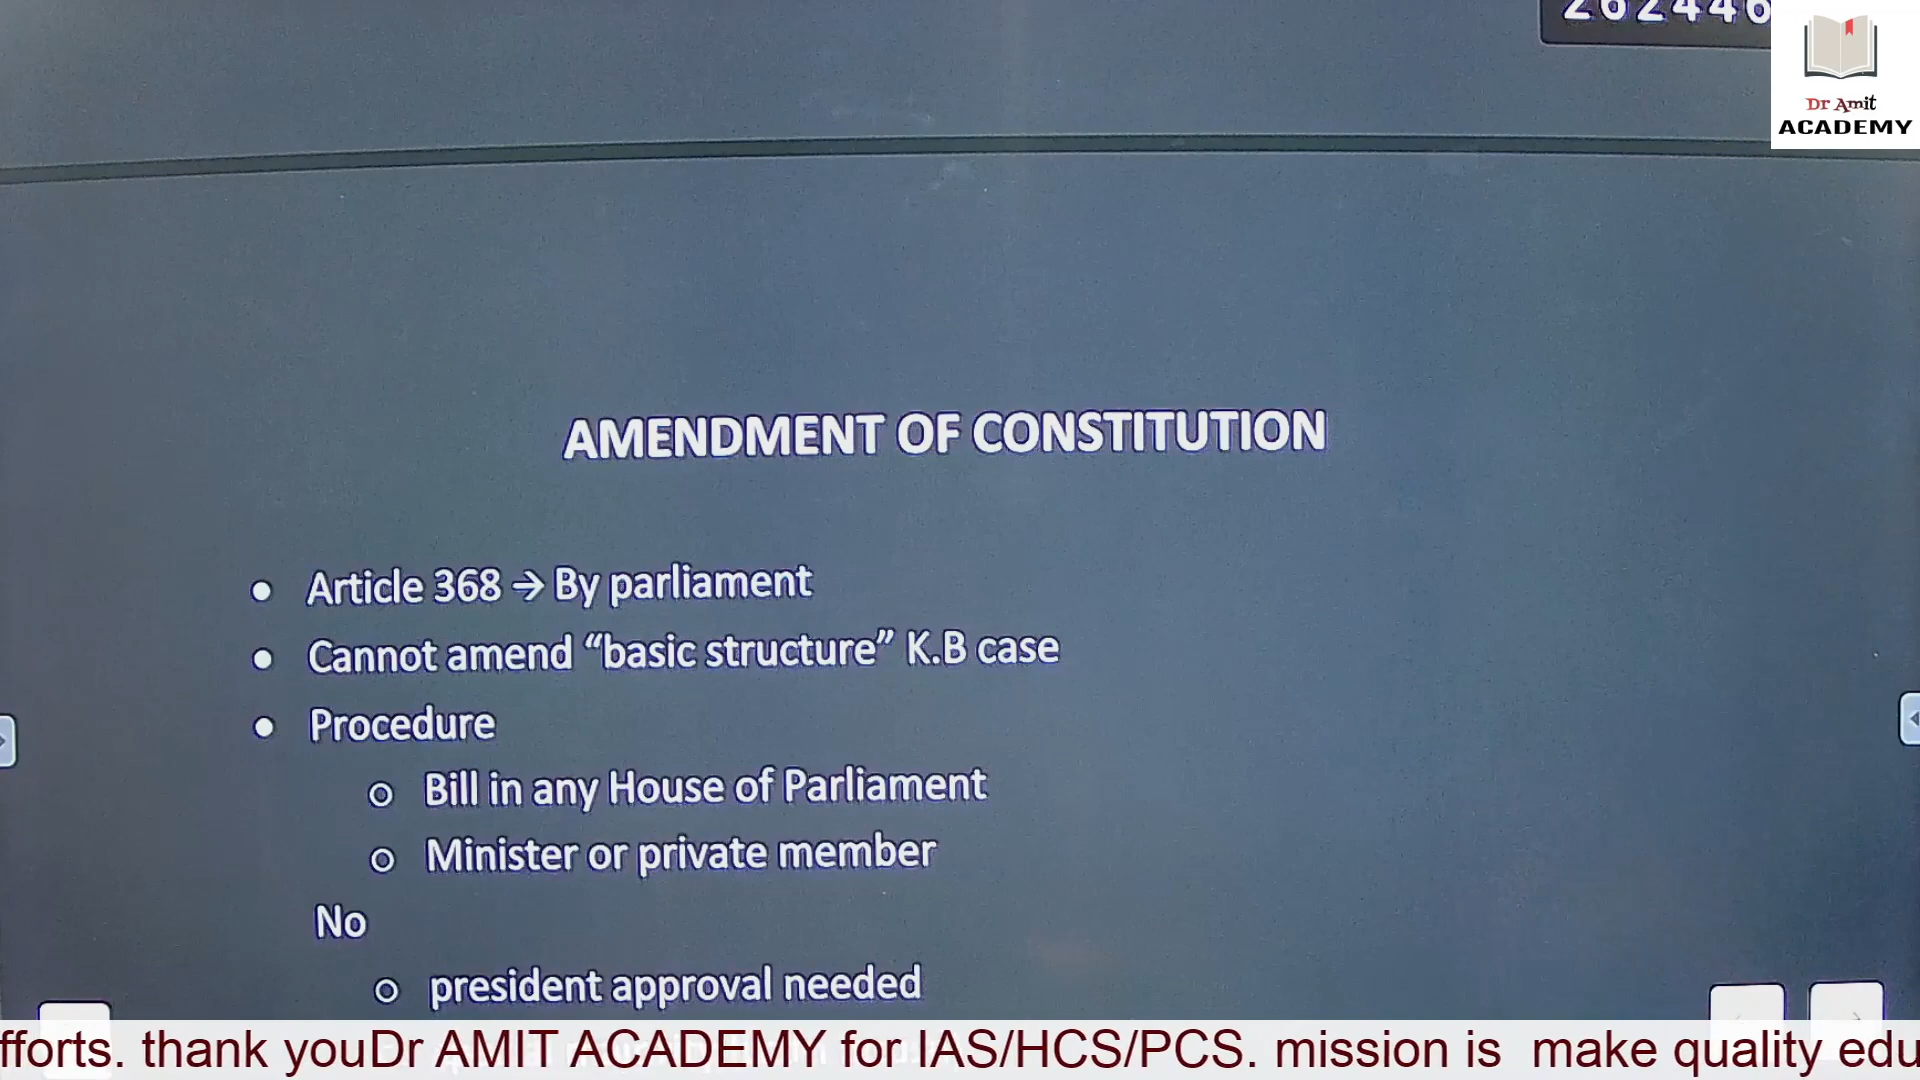 262446
Dr Amit
ACADEMY
AMENDMENT OF CONSTITUTION
● Article 368 → By parliament
● Cannot amend “basic structure” K.B case
● Procedure
○ Bill in any House of Parliament
○ Minister or private member
No
○ president approval needed
fforts. thank youDr AMIT ACADEMY for IAS/HCS/PCS. mission is make quality edu